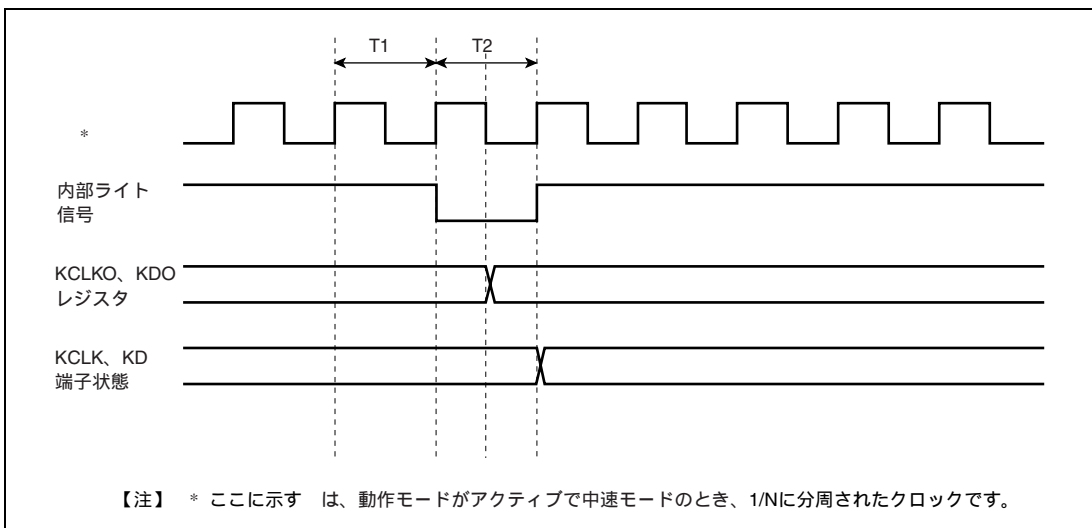 T1 T2
*
内部ライト
信号
KCLKO、KDO
レジスタ
KCLK、KD
端子状態
【注】 * ここに示す は、動作モードがアクティブで中速モードのとき、1/Nに分周されたクロックです。